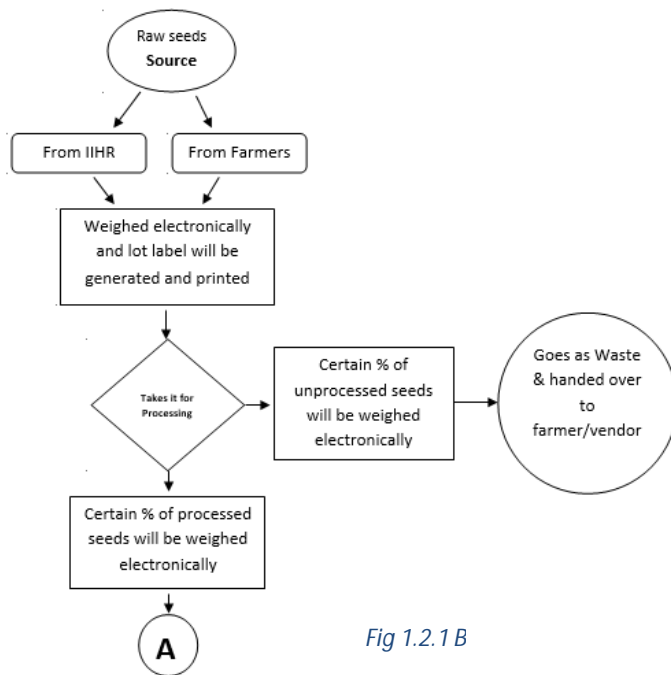 Raw seeds
Source
From IIHR
From Farmers
Weighed electronically
and lot label will be
generated and printed
Takes it for
Processing
Certain % of
unprocessed seeds
will be weighed
electronically
Goes as Waste
& handed over
to
farmer/vendor
Certain % of processed
seeds will be weighed
electronically
A
Fig 1.2.1 B